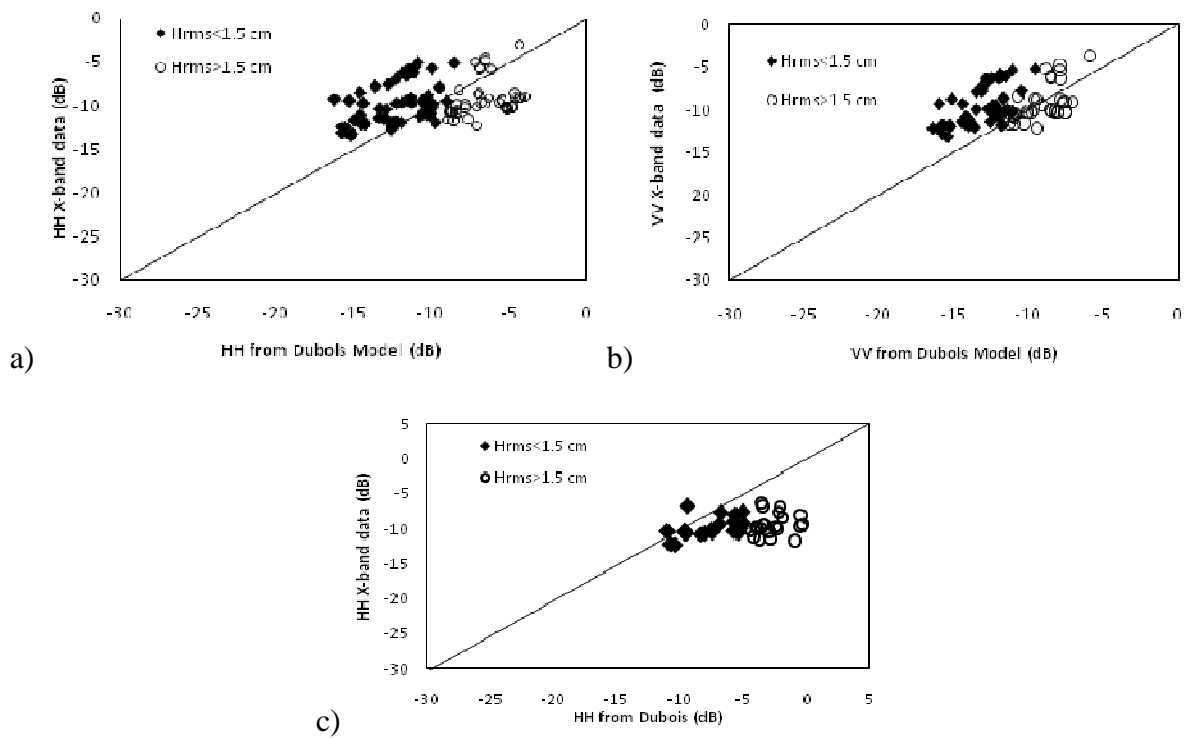 0
-5
-10
-15
-20
-25
-30
HH X-band data (dB)
Hrms<1.5 cm
Hrms>1.5 cm
-30 -25 -20 -15 -10 -5 0
HH from Dubois Model (dB)
a)
0
-5
-10
-15
-20
-25
-30
VV X-band data (dB)
Hrms<1.5 cm
Hrms>1.5 cm
-30 -25 -20 -15 -10 -5 0
VV from Dubois Model (dB)
b)
5
0
-5
-10
-15
-20
-25
-30
HH X-band data (dB)
Hrms<1.5 cm
Hrms>1.5 cm
-30 -25 -20 -15 -10 -5 0 5
HH from Dubois (dB)
c)